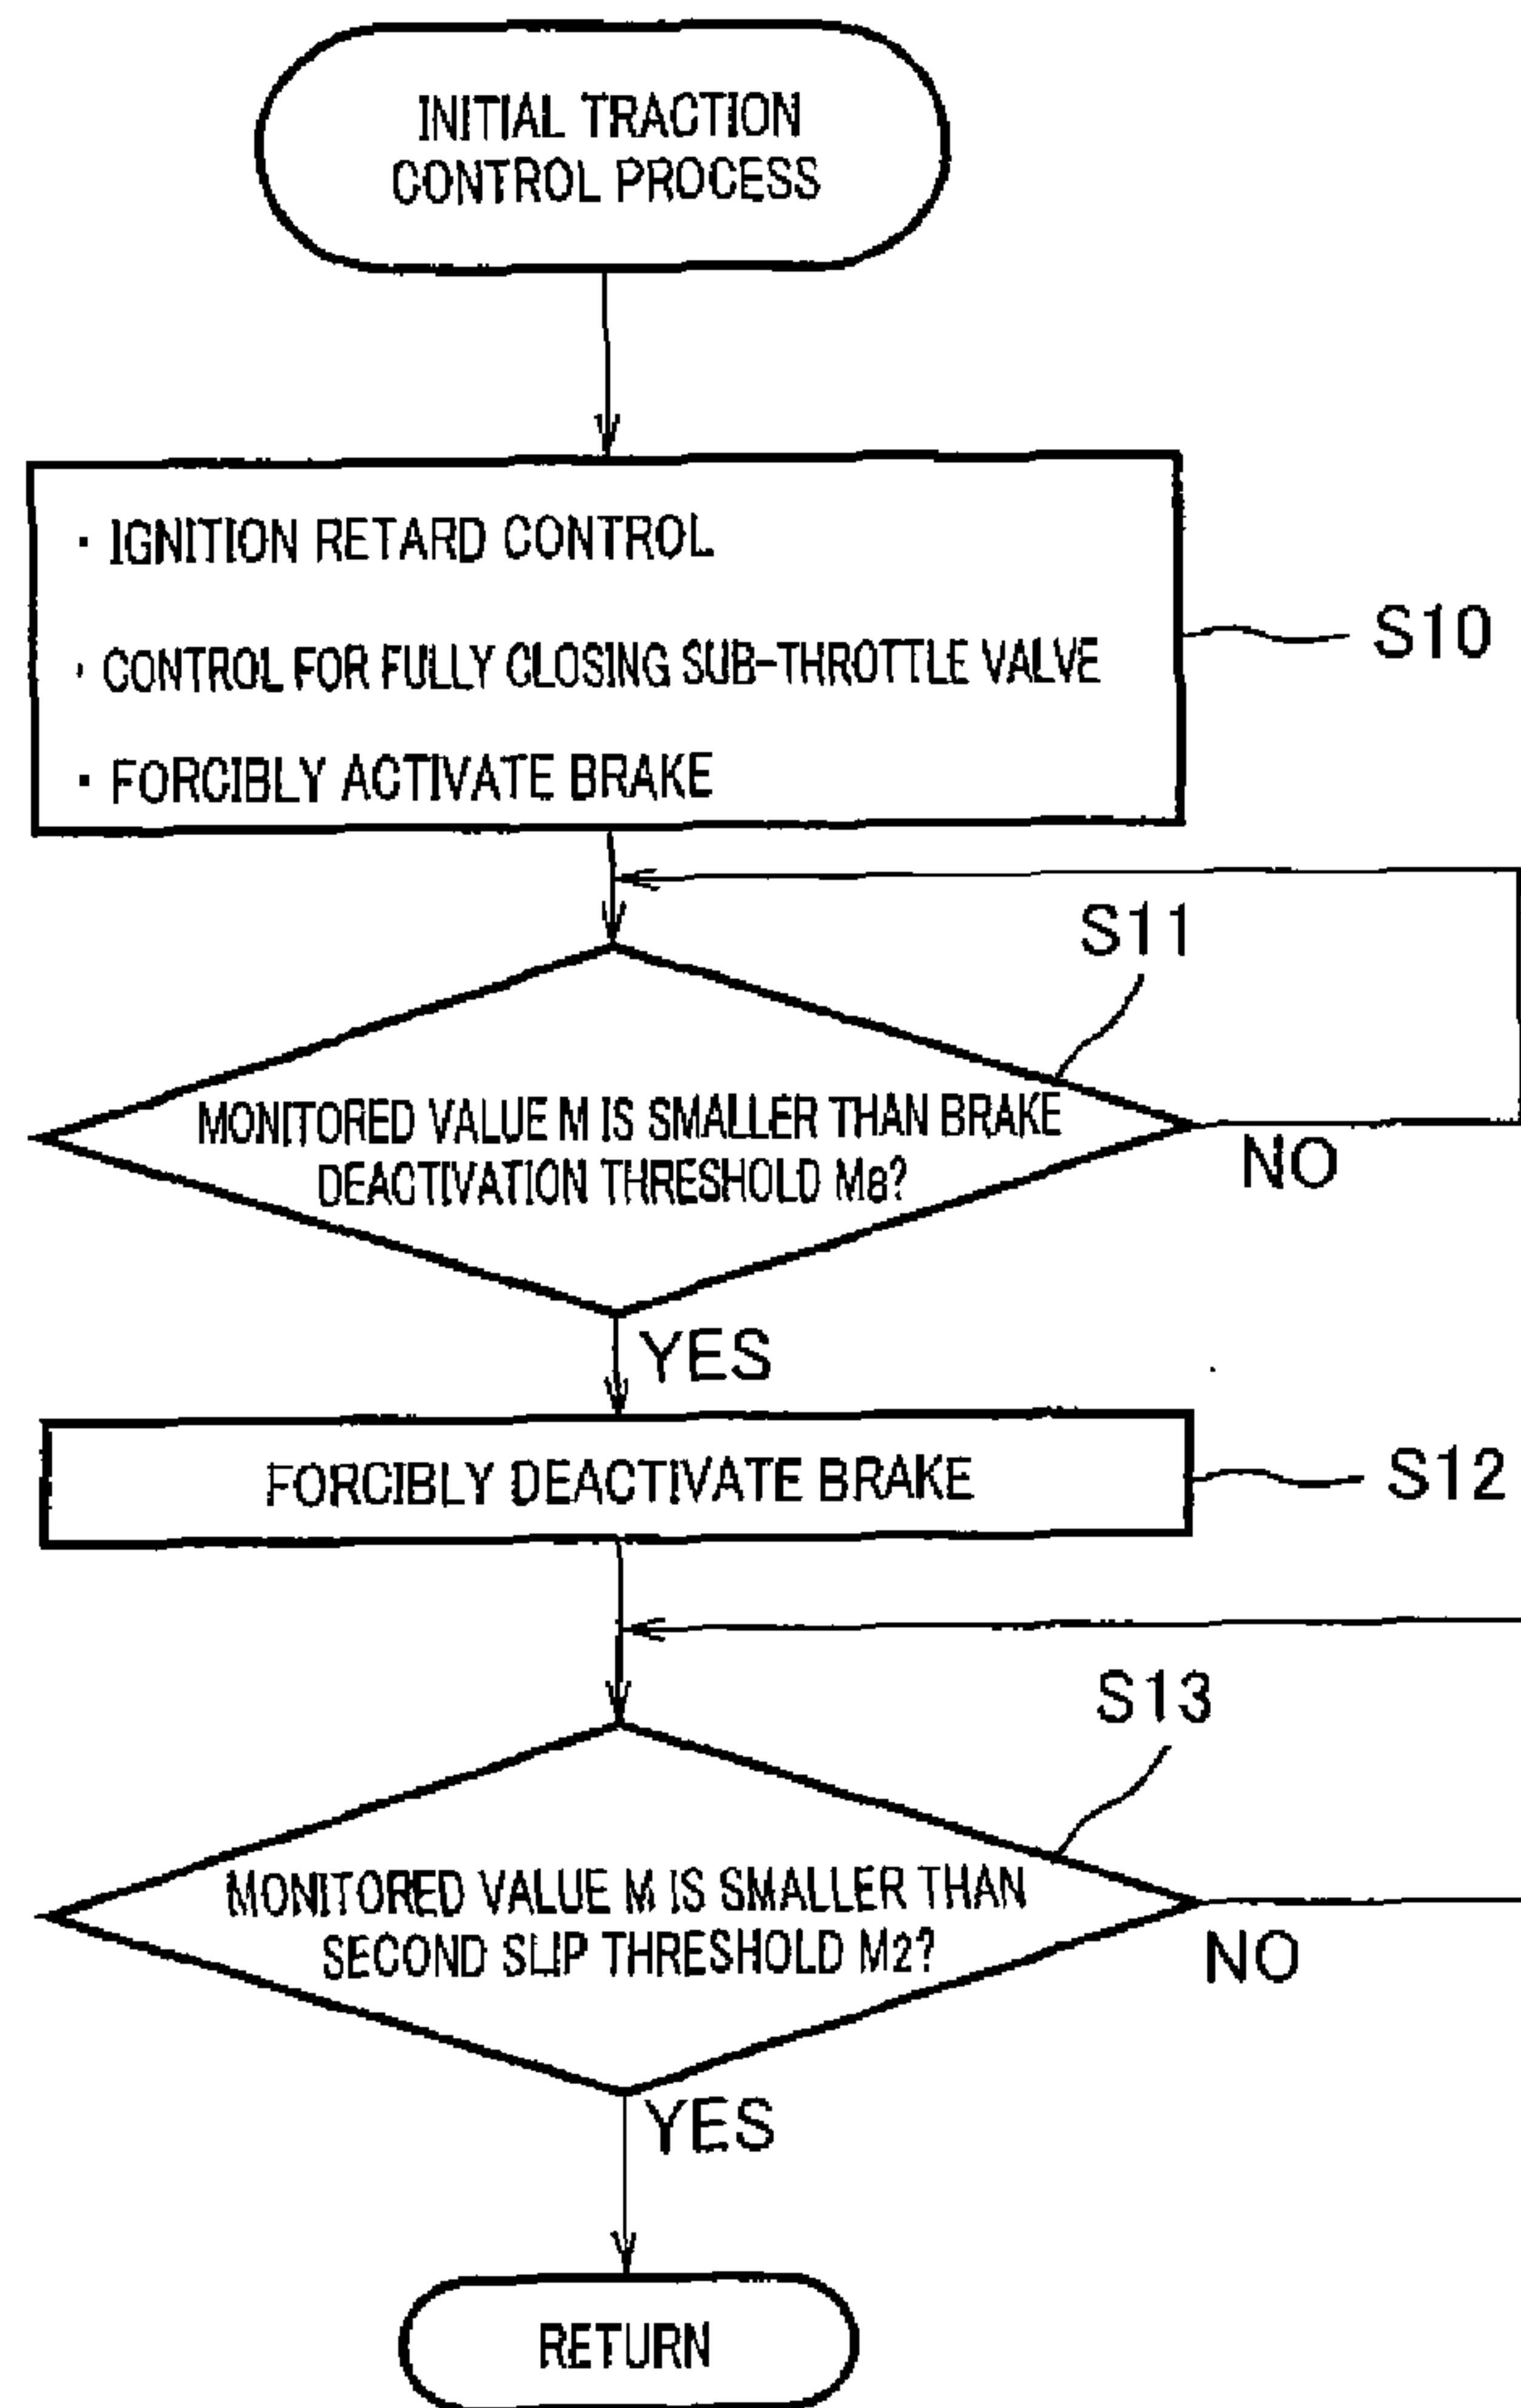 INITIAL TRACTION
CONTROL PROCESS
· IGNITION RETARD CONTROL
· CONTROL FOR FULLY CLOSING SUB-THROTTLE VALVE
· FORCIBLY ACTIVATE BRAKE
S10
S11
MONITORED VALUE M IS SMALLER THAN BRAKE
DEACTIVATION THRESHOLD M8?
NO
YES
FORCIBLY DEACTIVATE BRAKE
S12
S13
MONITORED VALUE M IS SMALLER THAN
SECOND SLIP THRESHOLD M2?
NO
YES
RETURN